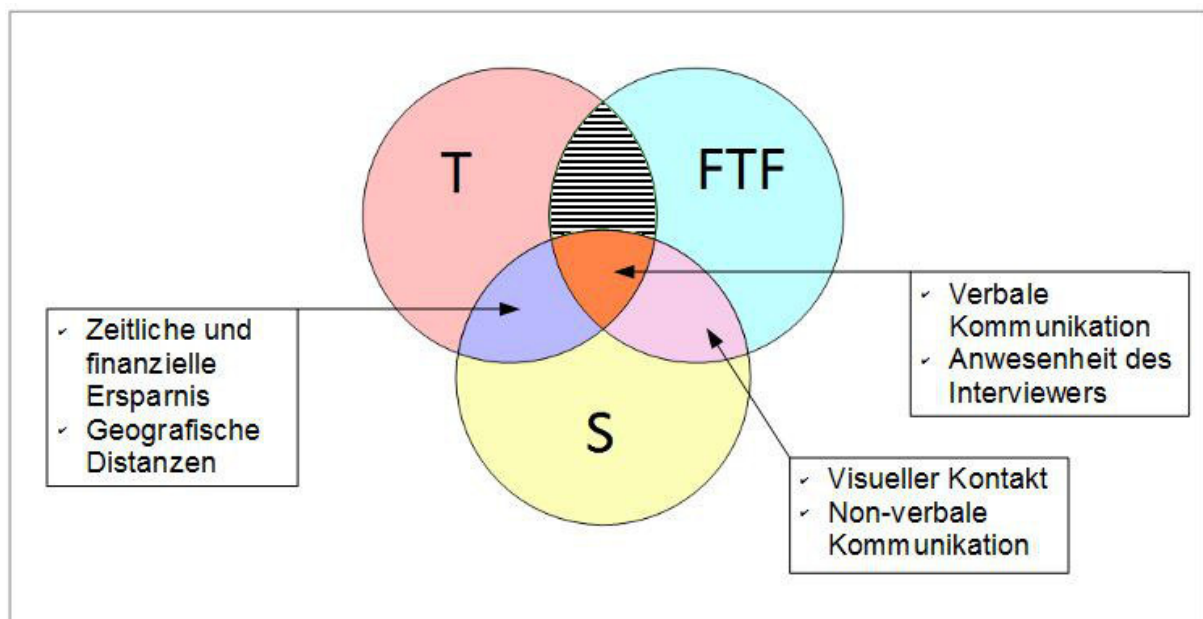 T
FTF
S
✓ Zeitliche und
finanzielle
Ersparnis
✓ Geografische
Distanzen
✓ Verbale
Kommunikation
✓ Anwesenheit des
Interviewers
✓ Visueller Kontakt
✓ Non-verbale
Kommunikation